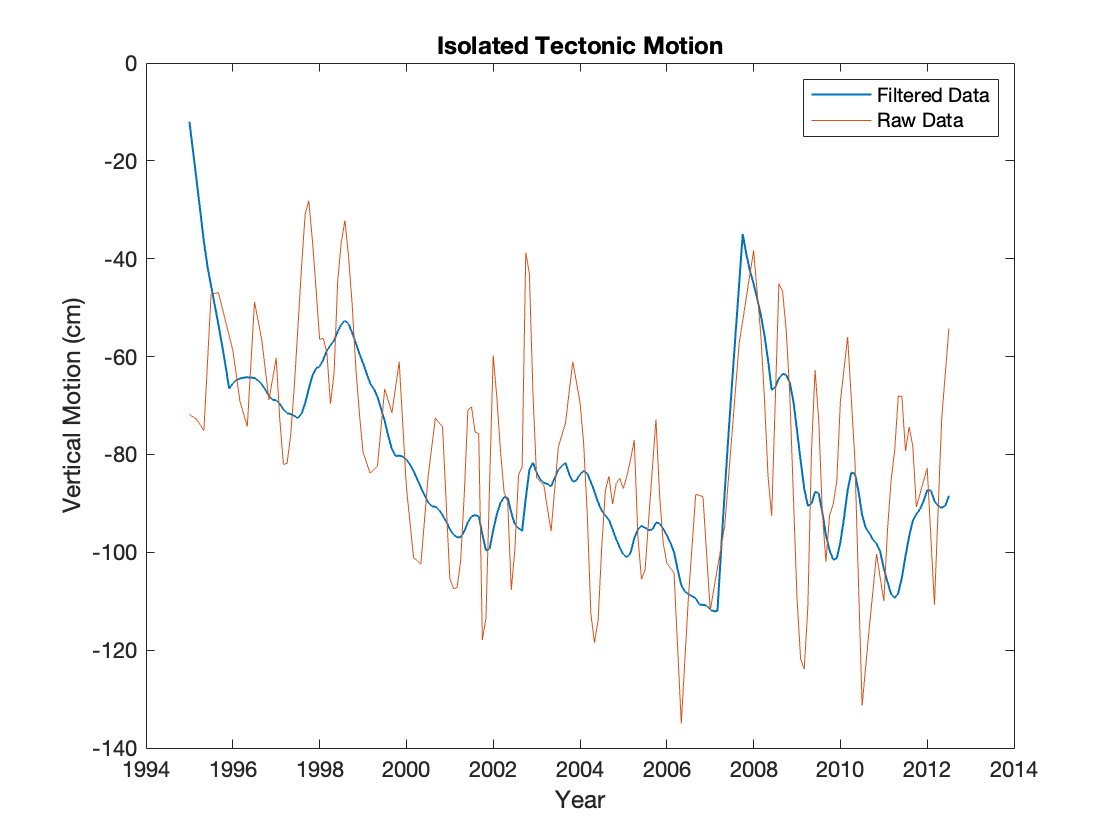 Isolated Tectonic Motion
Filtered Data
Raw Data
Vertical Motion (cm)
0
-20
-40
-60
-80
-100
-120
-140
1994 1996 1998 2000 2002 2004 2006 2008 2010 2012 2014
Year